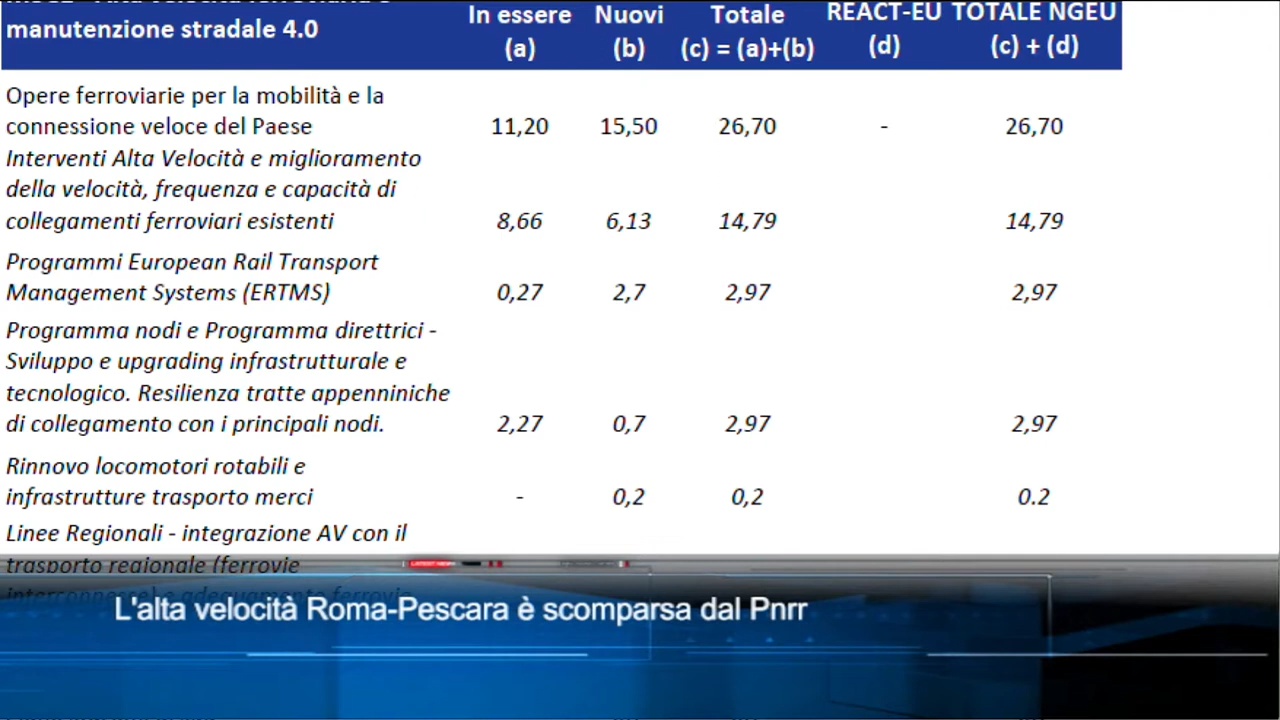 manutenzione stradale 4.0
In essere Nuovi Totale REACT-EU TOTALE NGEU
(a) (b) (c) = (a)+(b) (d) (c) + (d)
Opere ferroviarie per la mobilità e la
connessione veloce del Paese 11,20 15,50 26,70 - 26,70
Interventi Alta Velocità e miglioramento
della velocità, frequenza e capacità di
collegamenti ferroviari esistenti 8,66 6,13 14,79 14,79
Programmi European Rail Transport
Management Systems (ERTMS) 0,27 2,7 2,97 2,97
Programma nodi e Programma direttrici -
Sviluppo e upgrading infrastrutturale e
tecnologico. Resilienza tratte appenniniche
di collegamento con i principali nodi. 2,27 0,7 2,97 2,97
Rinnovo locomotori rotabili e
infrastrutture trasporto merci - 0,2 0,2 0.2
Linee Regionali - integrazione AV con il
trasporto regionale (ferrovie
LATEST NEWS
L'alta velocità Roma-Pescara è scomparsa dal Pnrr